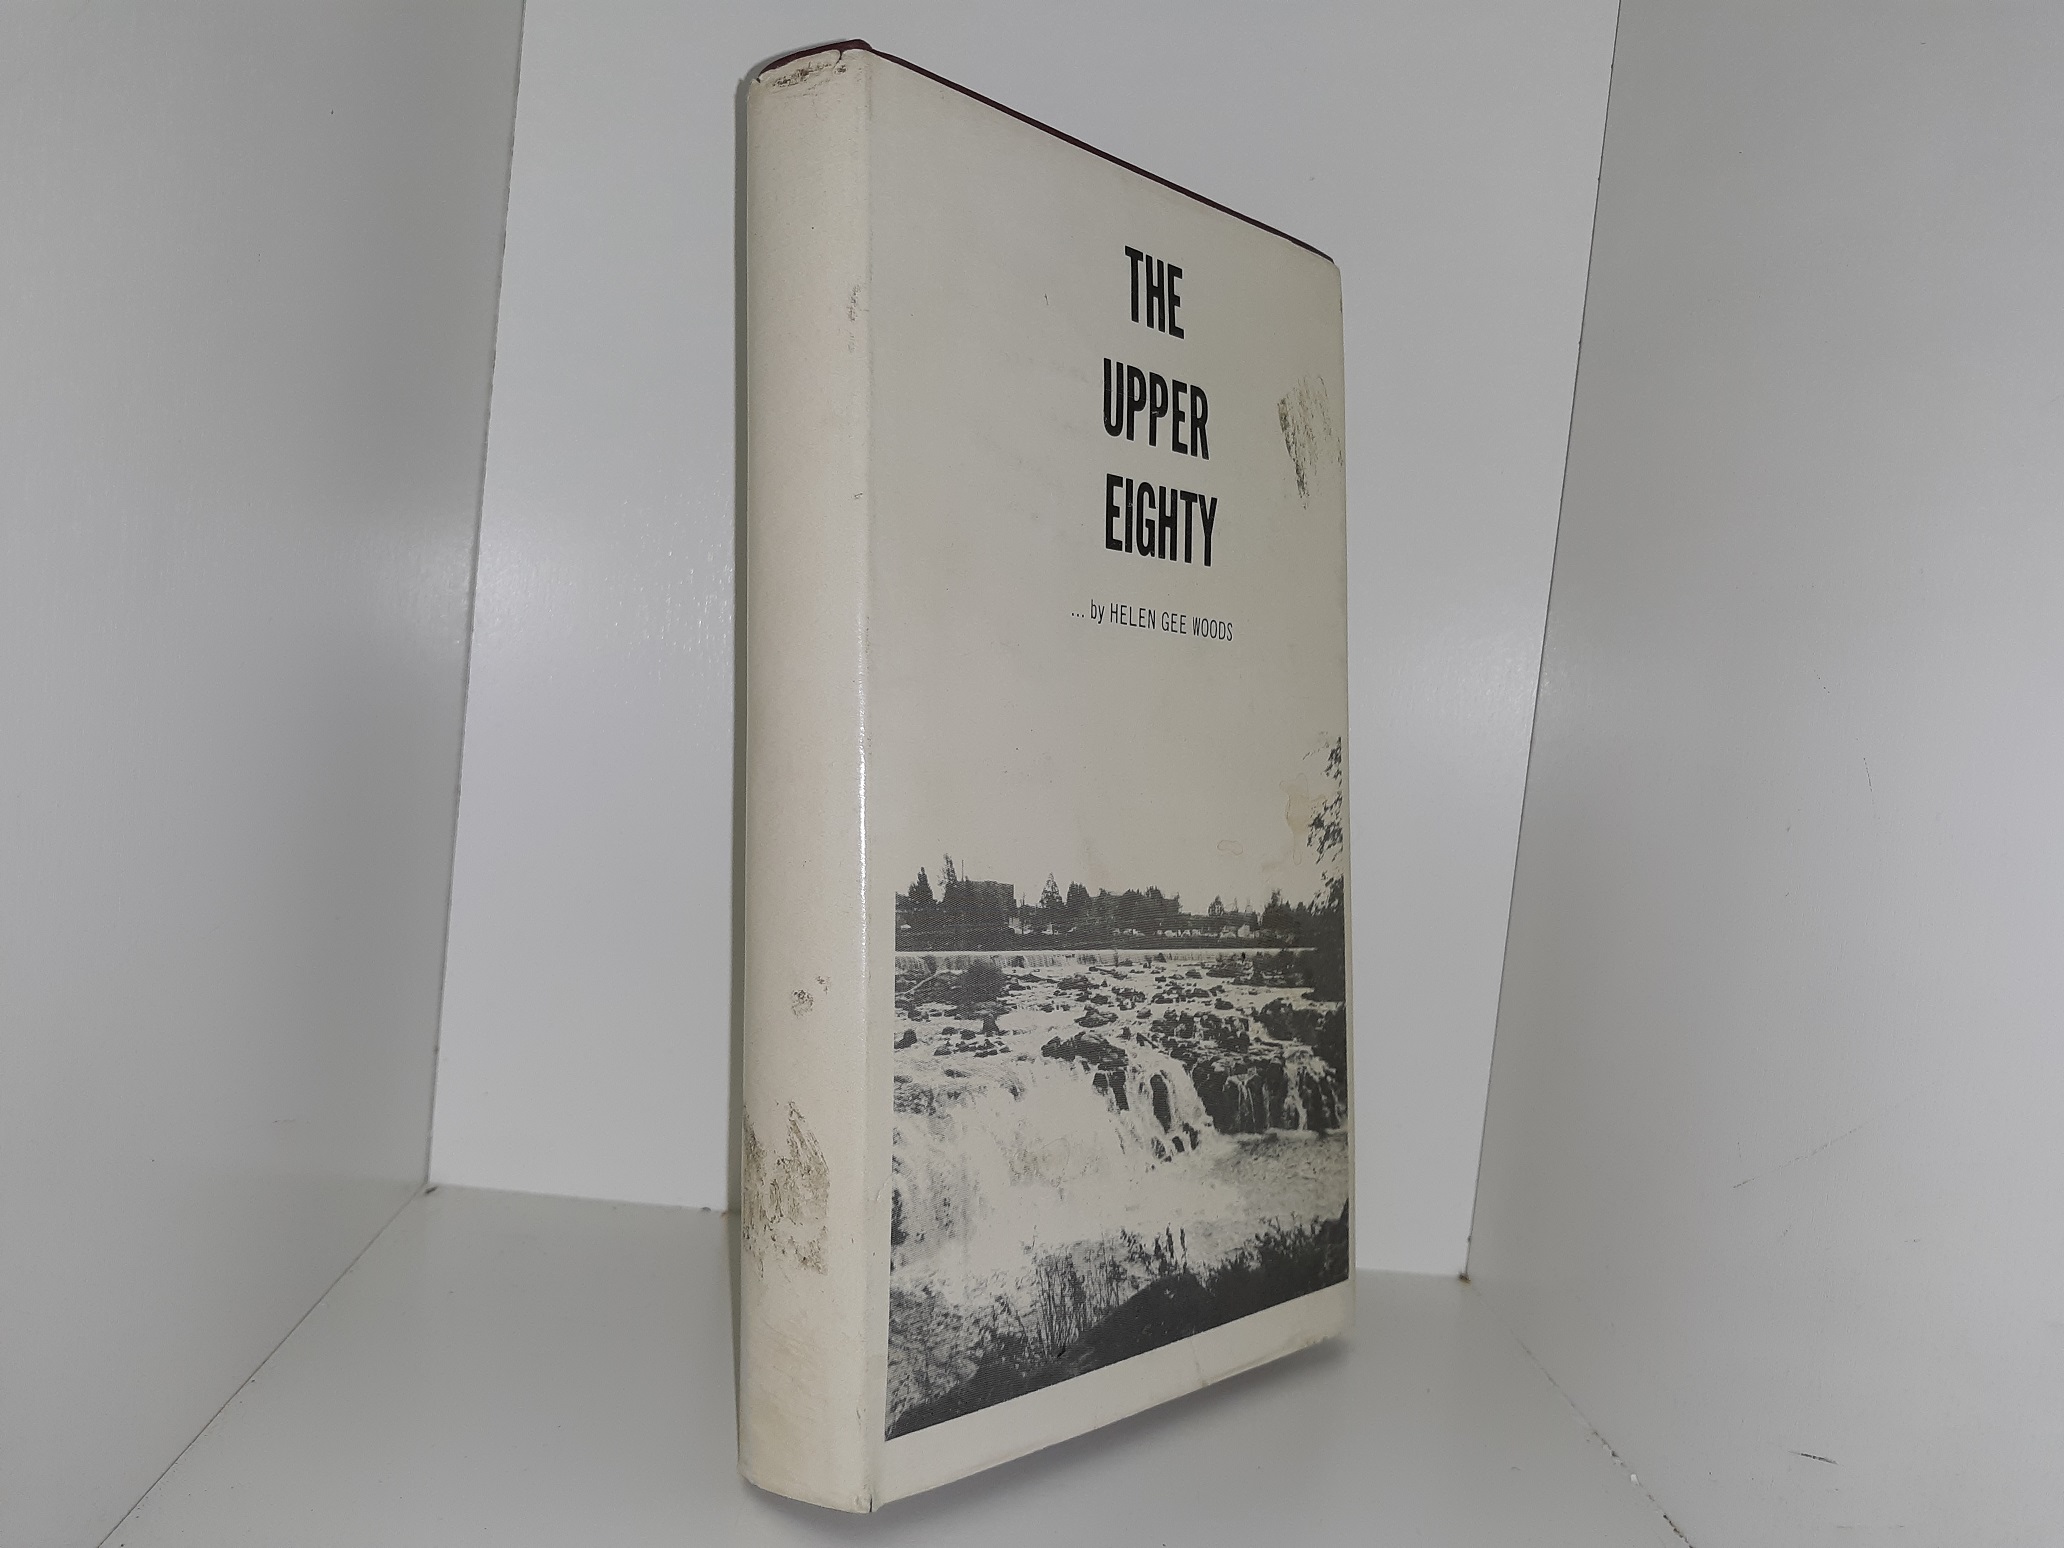 THE
UPPER
EIGHTY
... by HELEN GEE WOODS